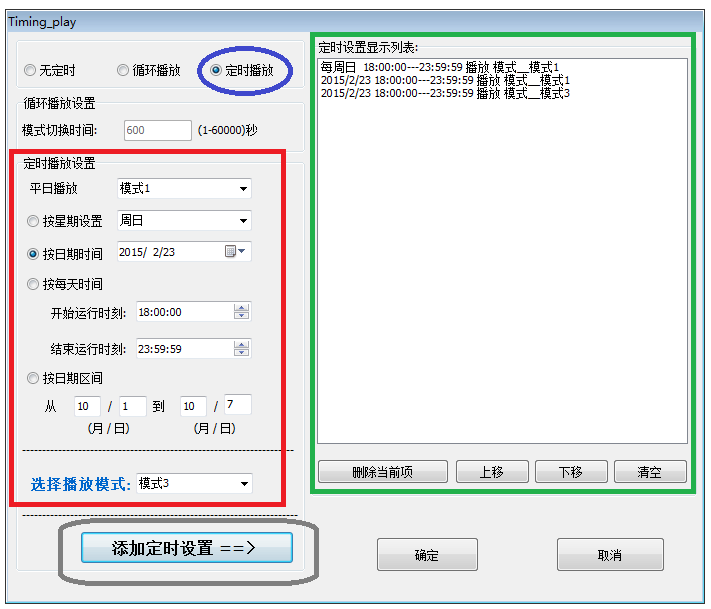 Timing_play
无定时 循环播放 定时播放
循环播放设置
模式切换时间: 600 (1-60000)秒
定时播放设置
平日播放 模式1
按星期设置 周日
按日期时间 2015/ 2/23
按每天时间
开始运行时刻: 18:00:00
结束运行时刻: 23:59:59
按日期区间
从 10 / 1 到 10 / 7
(月/日) (月/日)
选择播放模式: 模式3
添加定时设置 ==>
定时设置显示列表:
每周日 18:00:00---23:59:59 播放 模式__模式1
2015/2/23 18:00:00---23:59:59 播放 模式__模式1
2015/2/23 18:00:00---23:59:59 播放 模式__模式3
删除当前项 上移 下移 清空
确定 取消